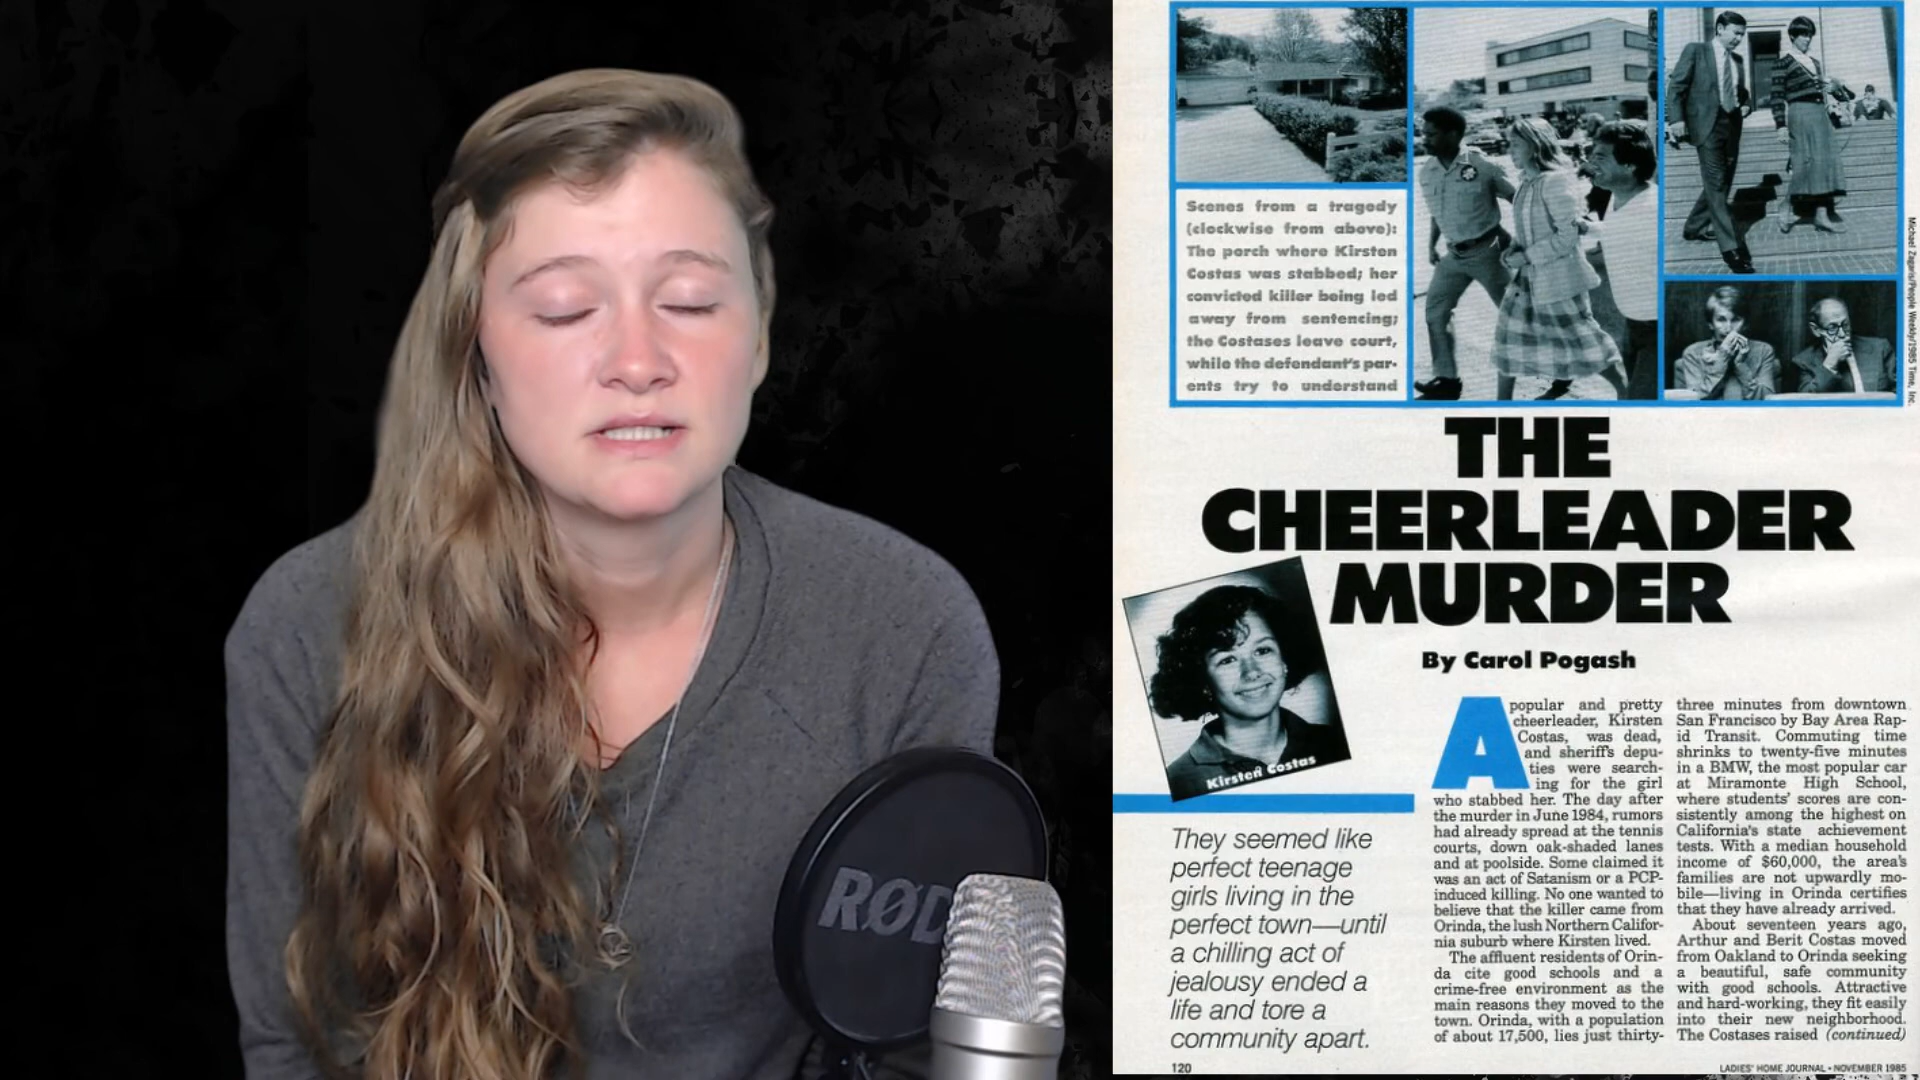 Scenes from a tragedy
(clockwise from above):
The porch where Kirsten
Costas was stabbed; her
convicted killer being led
away from sentencing;
the Costases leave court,
while the defendant's par-
ents try to understand
Michael Zagaris/People Weekly/1985 Time, Inc.
THE
CHEERLEADER
MURDER
By Carol Pogash
Kirsten Costas
They seemed like
perfect teenage
girls living in the
perfect town—until
a chilling act of
jealousy ended a
life and tore a
community apart.
A popular and pretty
cheerleader, Kirsten
Costas, was dead,
and sheriff's depu-
ties were search-
ing for the girl
who stabbed her. The day after
the murder in June 1984, rumors
had already spread at the tennis
courts, down oak-shaded lanes
and at poolside. Some claimed it
was an act of Satanism or a PCP-
induced killing. No one wanted to
believe that the killer came from
Orinda, the lush Northern Califor-
nia suburb where Kirsten lived.
The affluent residents of Orin-
da cite good schools and a
crime-free environment as the
main reasons they moved to the
town. Orinda, with a population
of about 17,500, lies just thirty-
three minutes from downtown
San Francisco by Bay Area Rap-
id Transit. Commuting time
shrinks to twenty-five minutes
in a BMW, the most popular car
at Miramonte High School,
where students' scores are con-
sistently among the highest on
California's state achievement
tests. With a median household
income of $60,000, the area's
families are not upwardly mo-
bile—living in Orinda certifies
that they have already arrived.
About seventeen years ago,
Arthur and Berit Costas moved
from Oakland to Orinda seeking
a beautiful, safe community
with good schools. Attractive
and hard-working, they fit easily
into their new neighborhood.
The Costases raised (continued)
120
LADIES' HOME JOURNAL • NOVEMBER 1985
RØD